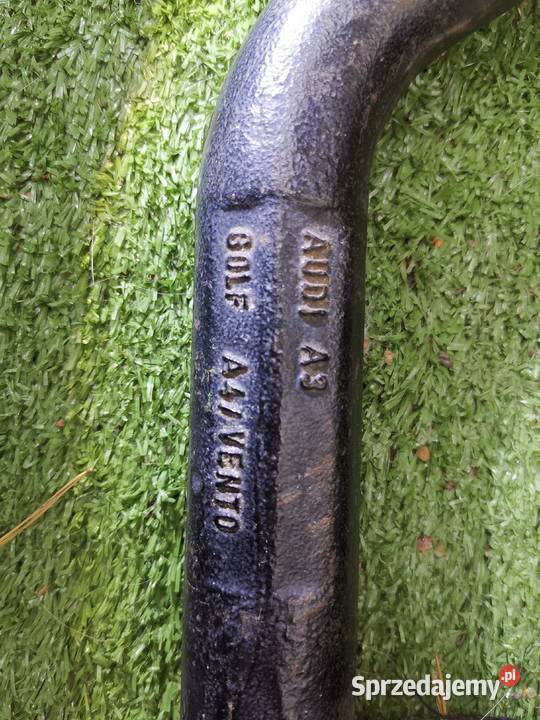 AUDI A3
GOLF A4/VENTO
Sprzedajemy.pl